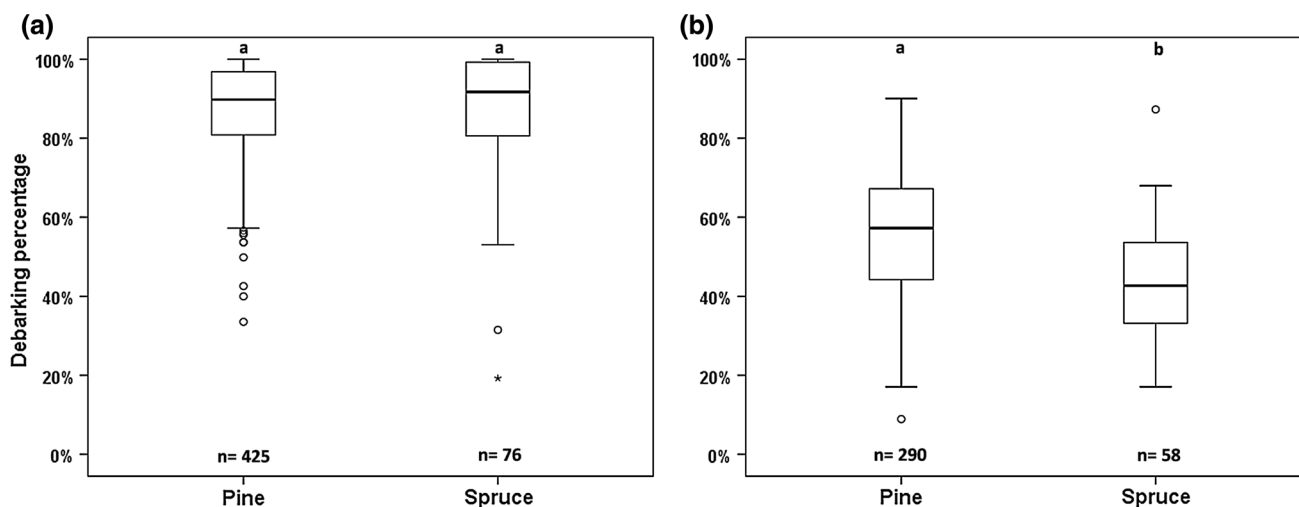 (a)
Debarking percentage
100%
80%
60%
40%
20%
0%
a
a
n= 425
n= 76
Pine
Spruce
(b)
100%
80%
60%
40%
20%
0%
a
b
n= 290
n= 58
Pine
Spruce